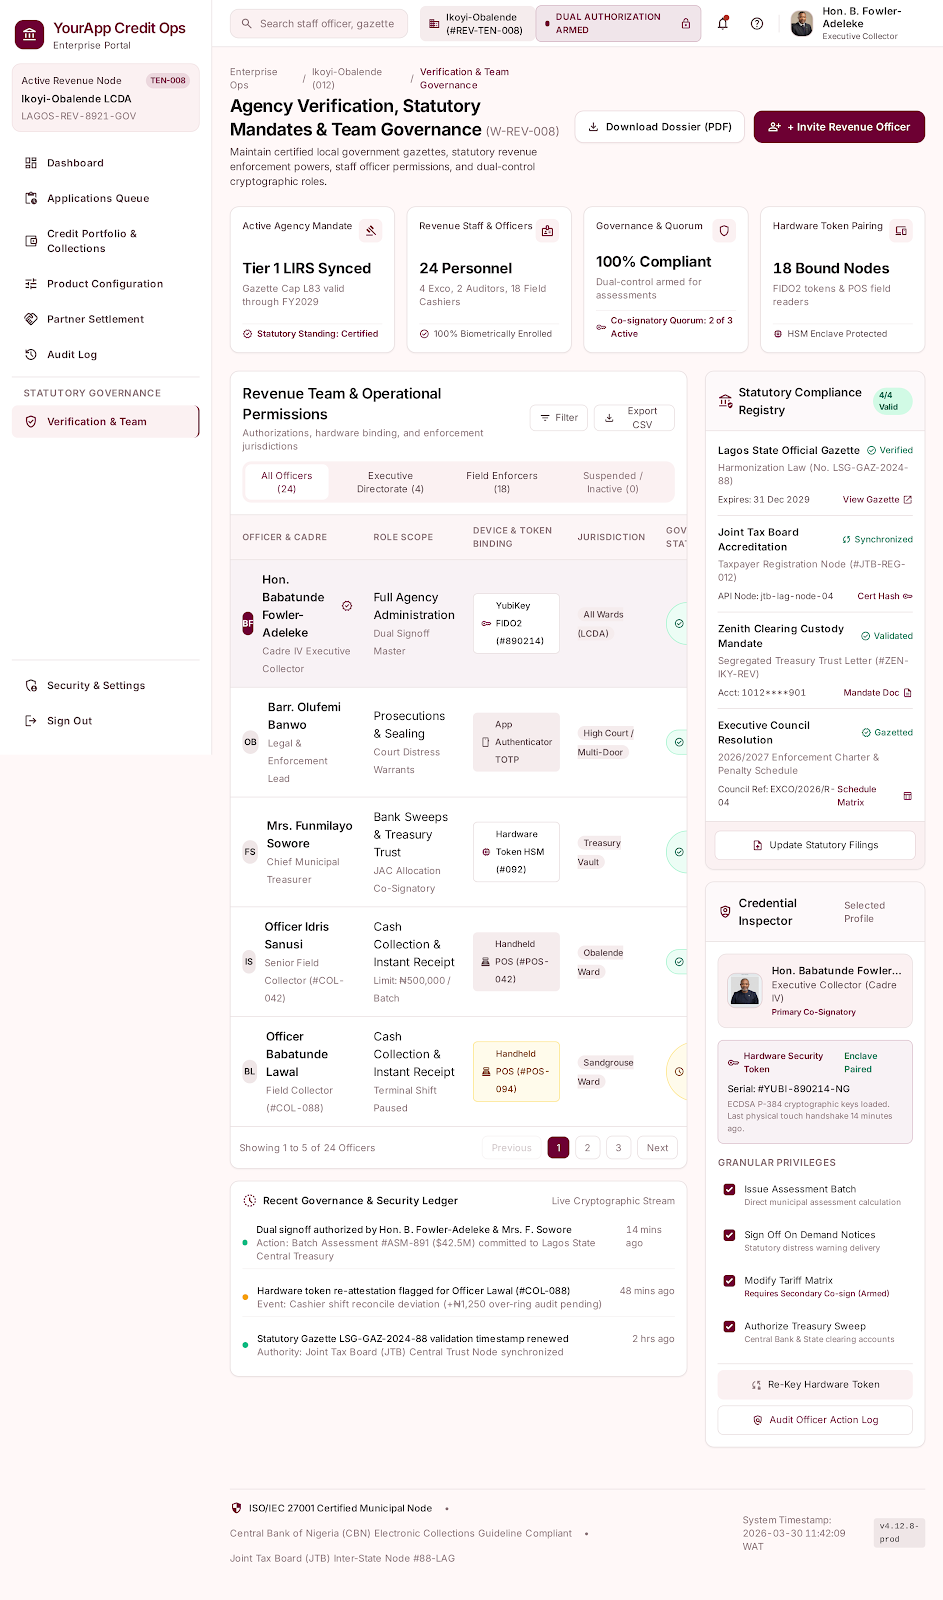 YourApp Credit Ops
Enterprise Portal
Active Revenue Node
TEN-008
Ikoyi-Obalende LCDA
LAGOS-REV-8921-GOV
Dashboard
Applications Queue
Credit Portfolio &
Collections
Product Configuration
Partner Settlement
Audit Log
STATUTORY GOVERNANCE
Verification & Team
Security & Settings
Sign Out
Search staff officer, gazette
Ikoyi-Obalende
(#REV-TEN-008)
DUAL AUTHORIZATION
ARMED
Hon. B. Fowler-
Adeleke
Executive Collector
Enterprise
Ops
/
Ikoyi-Obalende
(012)
/
Verification & Team
Governance
Agency Verification, Statutory
Mandates & Team Governance (W-REV-008)
Maintain certified local government gazettes, statutory revenue
enforcement powers, staff officer permissions, and dual-control
cryptographic roles.
Download Dossier (PDF)
+ Invite Revenue Officer
Active Agency Mandate
Tier 1 LIRS Synced
Gazette Cap L83 valid
through FY2029
Statutory Standing: Certified
Revenue Staff & Officers
24 Personnel
4 Exco, 2 Auditors, 18 Field
Cashiers
100% Biometrically Enrolled
Governance & Quorum
100% Compliant
Dual-control armed for
assessments
Co-signatory Quorum: 2 of 3
Active
Hardware Token Pairing
18 Bound Nodes
FIDO2 tokens & POS field
readers
HSM Enclave Protected
Revenue Team & Operational
Permissions
Authorizations, hardware binding, and enforcement
jurisdictions
Filter
Export
CSV
All Officers
(24)
Executive
Directorate (4)
Field Enforcers
(18)
Suspended /
Inactive (0)
OFFICER & CADRE
ROLE SCOPE
DEVICE & TOKEN
BINDING
JURISDICTION
GOV
STAT
BF
Hon.
Babatunde
Fowler-
Adeleke
Cadre IV Executive
Collector
Full Agency
Administration
Dual Signoff
Master
YubiKey
FIDO2
(#890214)
All Wards
(LCDA)
OB
Barr. Olufemi
Banwo
Legal &
Enforcement
Lead
Prosecutions
& Sealing
Court Distress
Warrants
App
Authenticator
TOTP
High Court /
Multi-Door
FS
Mrs. Funmilayo
Sowore
Chief Municipal
Treasurer
Bank Sweeps
& Treasury
Trust
JAC Allocation
Co-Signatory
Hardware
Token HSM
(#092)
Treasury
Vault
IS
Officer Idris
Sanusi
Senior Field
Collector (#COL-
042)
Cash
Collection &
Instant Receipt
Limit: ₦500,000 /
Batch
Handheld
POS (#POS-
042)
Obalende
Ward
BL
Officer
Babatunde
Lawal
Field Collector
(#COL-088)
Cash
Collection &
Instant Receipt
Terminal Shift
Paused
Handheld
POS (#POS-
094)
Sandgrouse
Ward
Showing 1 to 5 of 24 Officers
Previous
1
2
3
Next
Recent Governance & Security Ledger
Live Cryptographic Stream
Dual signoff authorized by Hon. B. Fowler-Adeleke & Mrs. F. Sowore
Action: Batch Assessment #ASM-891 ($42.5M) committed to Lagos State
Central Treasury
14 mins
ago
Hardware token re-attestation flagged for Officer Lawal (#COL-088)
Event: Cashier shift reconcile deviation (+₦1,250 over-ring audit pending)
48 mins ago
Statutory Gazette LSG-GAZ-2024-88 validation timestamp renewed
Authority: Joint Tax Board (JTB) Central Trust Node synchronized
2 hrs ago
Statutory Compliance
Registry
4/4
Valid
Lagos State Official Gazette
Verified
Harmonization Law (No. LSG-GAZ-2024-
88)
Expires: 31 Dec 2029
View Gazette
Joint Tax Board
Accreditation
Synchronized
Taxpayer Registration Node (#JTB-REG-
012)
API Node: jtb-lag-node-04
Cert Hash
Zenith Clearing Custody
Mandate
Validated
Segregated Treasury Trust Letter (#ZEN-
IKY-REV)
Acct: 1012****901
Mandate Doc
Executive Council
Resolution
Gazetted
2026/2027 Enforcement Charter &
Penalty Schedule
Council Ref: EXCO/2026/R-
04
Schedule
Matrix
Update Statutory Filings
Credential
Inspector
Selected
Profile
Hon. Babatunde Fowler...
Executive Collector (Cadre
IV)
Primary Co-Signatory
Hardware Security
Token
Enclave
Paired
Serial: #YUBI-890214-NG
ECDSA P-384 cryptographic keys loaded.
Last physical touch handshake 14 minutes
ago.
GRANULAR PRIVILEGES
Issue Assessment Batch
Direct municipal assessment calculation
Sign Off On Demand Notices
Statutory distress warning delivery
Modify Tariff Matrix
Requires Secondary Co-sign (Armed)
Authorize Treasury Sweep
Central Bank & State clearing accounts
Re-Key Hardware Token
Audit Officer Action Log
ISO/IEC 27001 Certified Municipal Node •
Central Bank of Nigeria (CBN) Electronic Collections Guideline Compliant •
Joint Tax Board (JTB) Inter-State Node #88-LAG
System Timestamp:
2026-03-30 11:42:09
WAT
v4.12.8-
prod